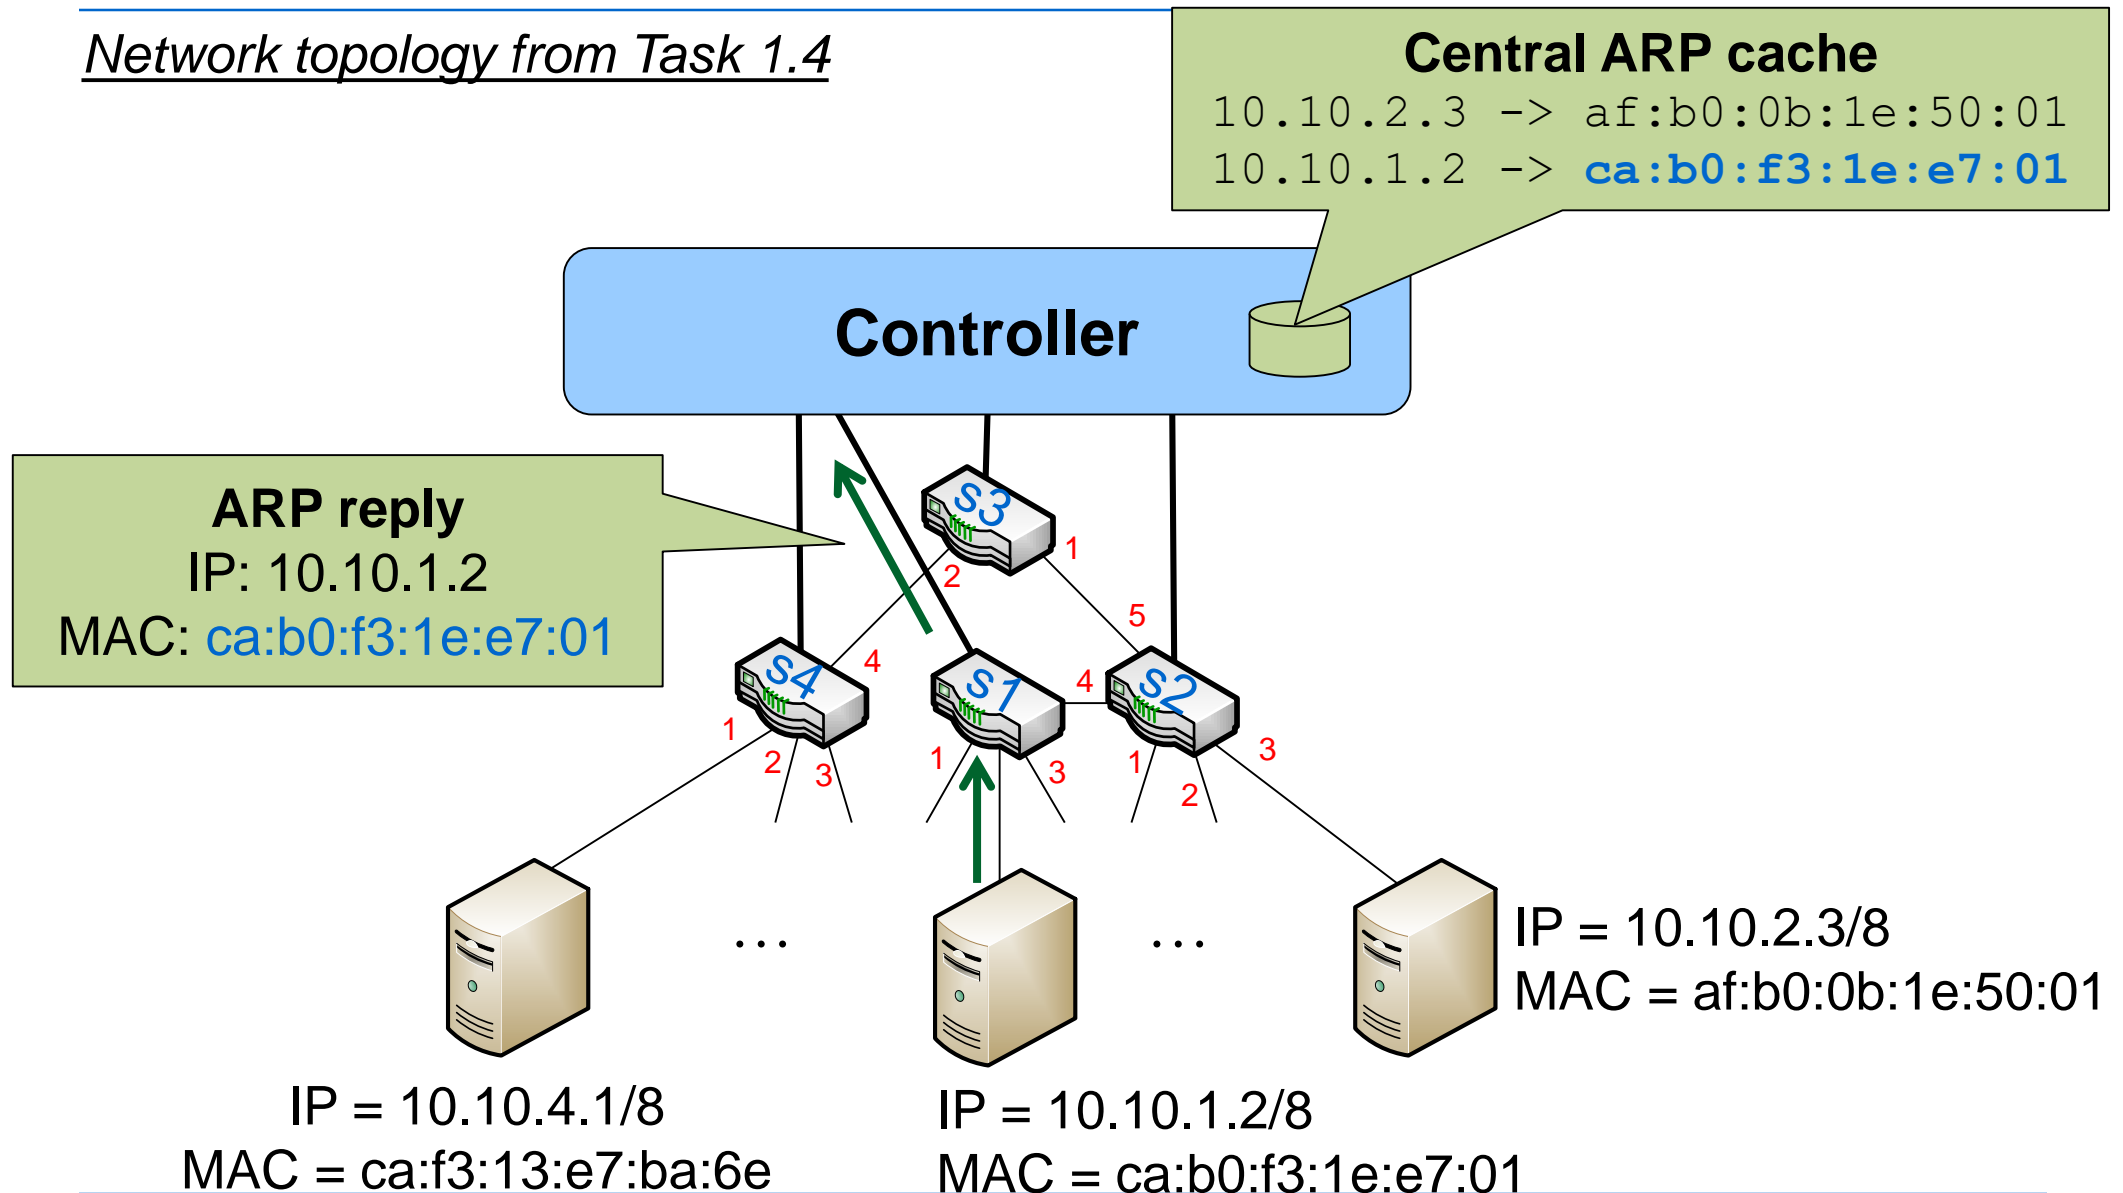 Network topology from Task 1.4
Central ARP cache
10.10.2.3 -> af:b0:0b:1e:50:01
10.10.1.2 -> ca:b0:f3:1e:e7:01
Controller
ARP reply
IP: 10.10.1.2
MAC: ca:b0:f3:1e:e7:01
s3
1
2
5
s4
4
s1
4
s2
1
2
3
1
3
1
2
3
…
…
IP = 10.10.2.3/8
MAC = af:b0:0b:1e:50:01
IP = 10.10.4.1/8
MAC = ca:f3:13:e7:ba:6e
IP = 10.10.1.2/8
MAC = ca:b0:f3:1e:e7:01